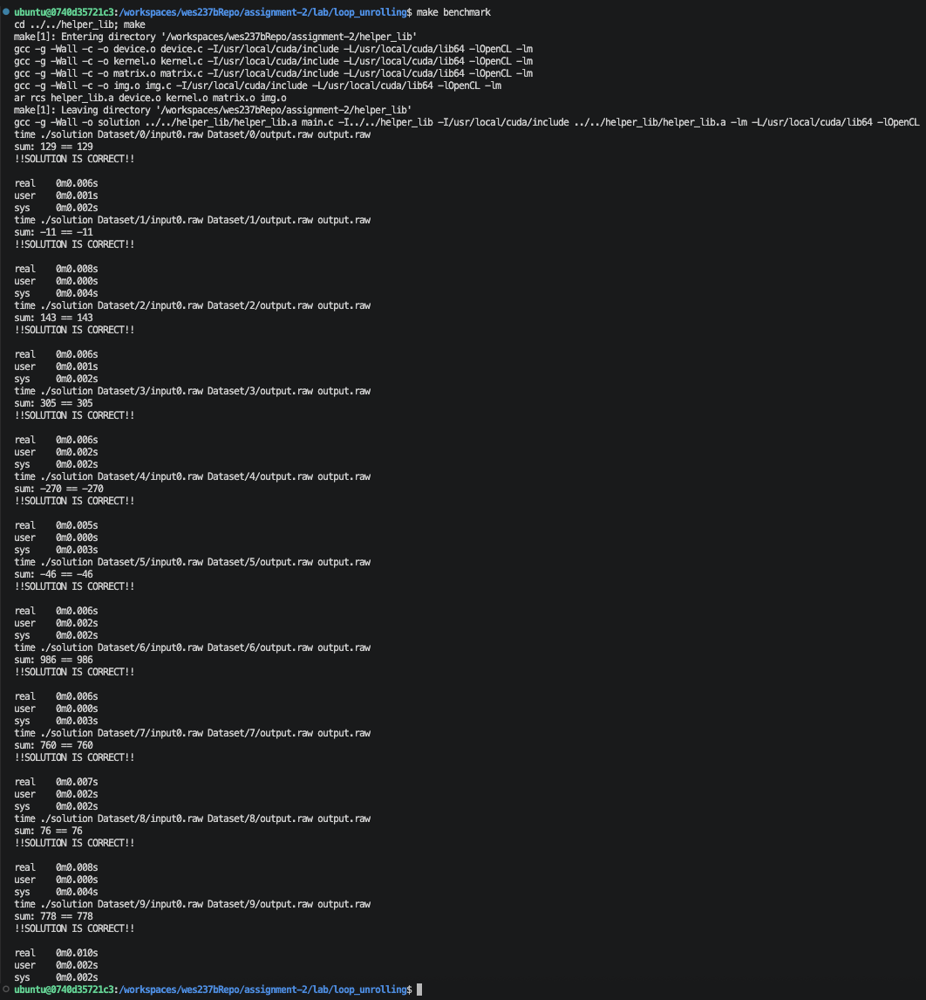 ubuntu@0740d35721c3:/workspaces/wes237bRepo/assignment-2/lab/loop_unrolling$ make benchmark
cd ../../helper_lib; make
make[1]: Entering directory '/workspaces/wes237bRepo/assignment-2/helper_lib'
gcc -g -Wall -c -o device.o device.c -I/usr/local/cuda/include -L/usr/local/cuda/lib64 -lOpenCL -lm
gcc -g -Wall -c -o kernel.o kernel.c -I/usr/local/cuda/include -L/usr/local/cuda/lib64 -lOpenCL -lm
gcc -g -Wall -c -o matrix.o matrix.c -I/usr/local/cuda/include -L/usr/local/cuda/lib64 -lOpenCL -lm
gcc -g -Wall -c -o img.o img.c -I/usr/local/cuda/include -L/usr/local/cuda/lib64 -lOpenCL -lm
ar rcs helper_lib.a device.o kernel.o matrix.o img.o
make[1]: Leaving directory '/workspaces/wes237bRepo/assignment-2/helper_lib'
gcc -g -Wall -o solution ../../helper_lib/helper_lib.a main.c -I../../helper_lib -I/usr/local/cuda/include ../../helper_lib/helper_lib.a -lm -L/usr/local/cuda/lib64 -lOpenCL
time ./solution Dataset/0/input0.raw Dataset/0/output.raw output.raw
sum: 129 == 129
!!SOLUTION IS CORRECT!!

real 0m0.006s
user 0m0.001s
sys 0m0.002s
time ./solution Dataset/1/input0.raw Dataset/1/output.raw output.raw
sum: -11 == -11
!!SOLUTION IS CORRECT!!

real 0m0.008s
user 0m0.000s
sys 0m0.004s
time ./solution Dataset/2/input0.raw Dataset/2/output.raw output.raw
sum: 143 == 143
!!SOLUTION IS CORRECT!!

real 0m0.006s
user 0m0.001s
sys 0m0.002s
time ./solution Dataset/3/input0.raw Dataset/3/output.raw output.raw
sum: 305 == 305
!!SOLUTION IS CORRECT!!

real 0m0.006s
user 0m0.002s
sys 0m0.002s
time ./solution Dataset/4/input0.raw Dataset/4/output.raw output.raw
sum: -270 == -270
!!SOLUTION IS CORRECT!!

real 0m0.005s
user 0m0.000s
sys 0m0.003s
time ./solution Dataset/5/input0.raw Dataset/5/output.raw output.raw
sum: -46 == -46
!!SOLUTION IS CORRECT!!

real 0m0.006s
user 0m0.002s
sys 0m0.002s
time ./solution Dataset/6/input0.raw Dataset/6/output.raw output.raw
sum: 986 == 986
!!SOLUTION IS CORRECT!!

real 0m0.006s
user 0m0.000s
sys 0m0.003s
time ./solution Dataset/7/input0.raw Dataset/7/output.raw output.raw
sum: 760 == 760
!!SOLUTION IS CORRECT!!

real 0m0.007s
user 0m0.002s
sys 0m0.002s
time ./solution Dataset/8/input0.raw Dataset/8/output.raw output.raw
sum: 76 == 76
!!SOLUTION IS CORRECT!!

real 0m0.008s
user 0m0.000s
sys 0m0.004s
time ./solution Dataset/9/input0.raw Dataset/9/output.raw output.raw
sum: 778 == 778
!!SOLUTION IS CORRECT!!

real 0m0.010s
user 0m0.002s
sys 0m0.002s
ubuntu@0740d35721c3:/workspaces/wes237bRepo/assignment-2/lab/loop_unrolling$